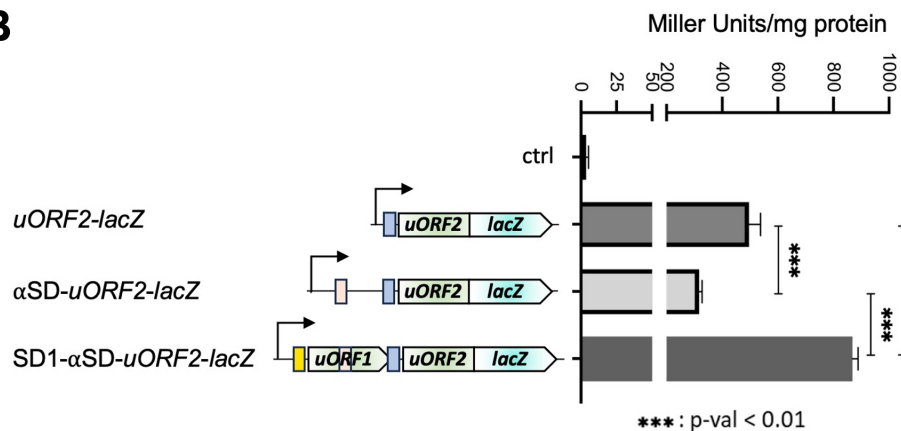 B
Miller Units/mg protein
0 25 50 200 400 600 800 1000
ctrl
uORF2-lacZ
uORF2 lacZ
αSD-uORF2-lacZ
uORF2 lacZ
***
SD1-αSD-uORF2-lacZ
uORF1 uORF2 lacZ
***
*** : p-val < 0.01